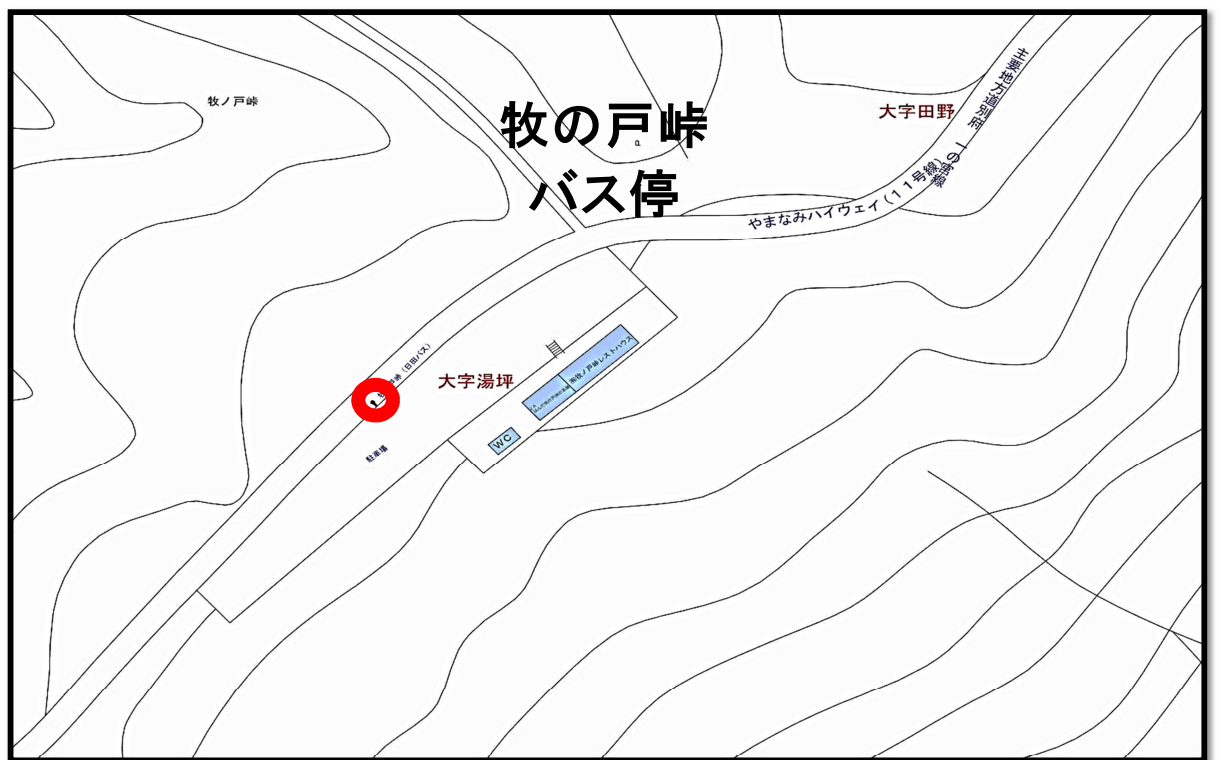 牧ノ戸峠
牧の戸峠
バス停
大字田野
主要地方道別府一の宮線
やまなみハイウェイ(11号線)
戸峠(日田バス)
大字湯坪
㈲牧ノ戸峠レストハウス
WC
駐車場